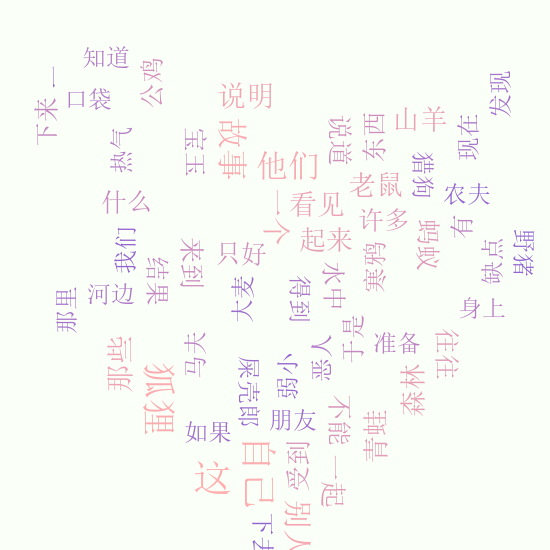 知道
公鸡
口袋
下来
一
说明
热气
宝玉
故事
他们
说道
东西
山羊
现在
发现
猎狗
农夫
老鼠
什么
看见
一个
许多
起来
寒鸦
蚂蚁
有
缺点
野猪
我们
来到
只好
结果
河边
那里
大麦
得到
水中
身上
那些
狐狸
马夫
屎壳郎
小弱
恶人
于是
准备
往往
森林
如果
朋友
不能
青蛙
这
自己
受到
一起
别人